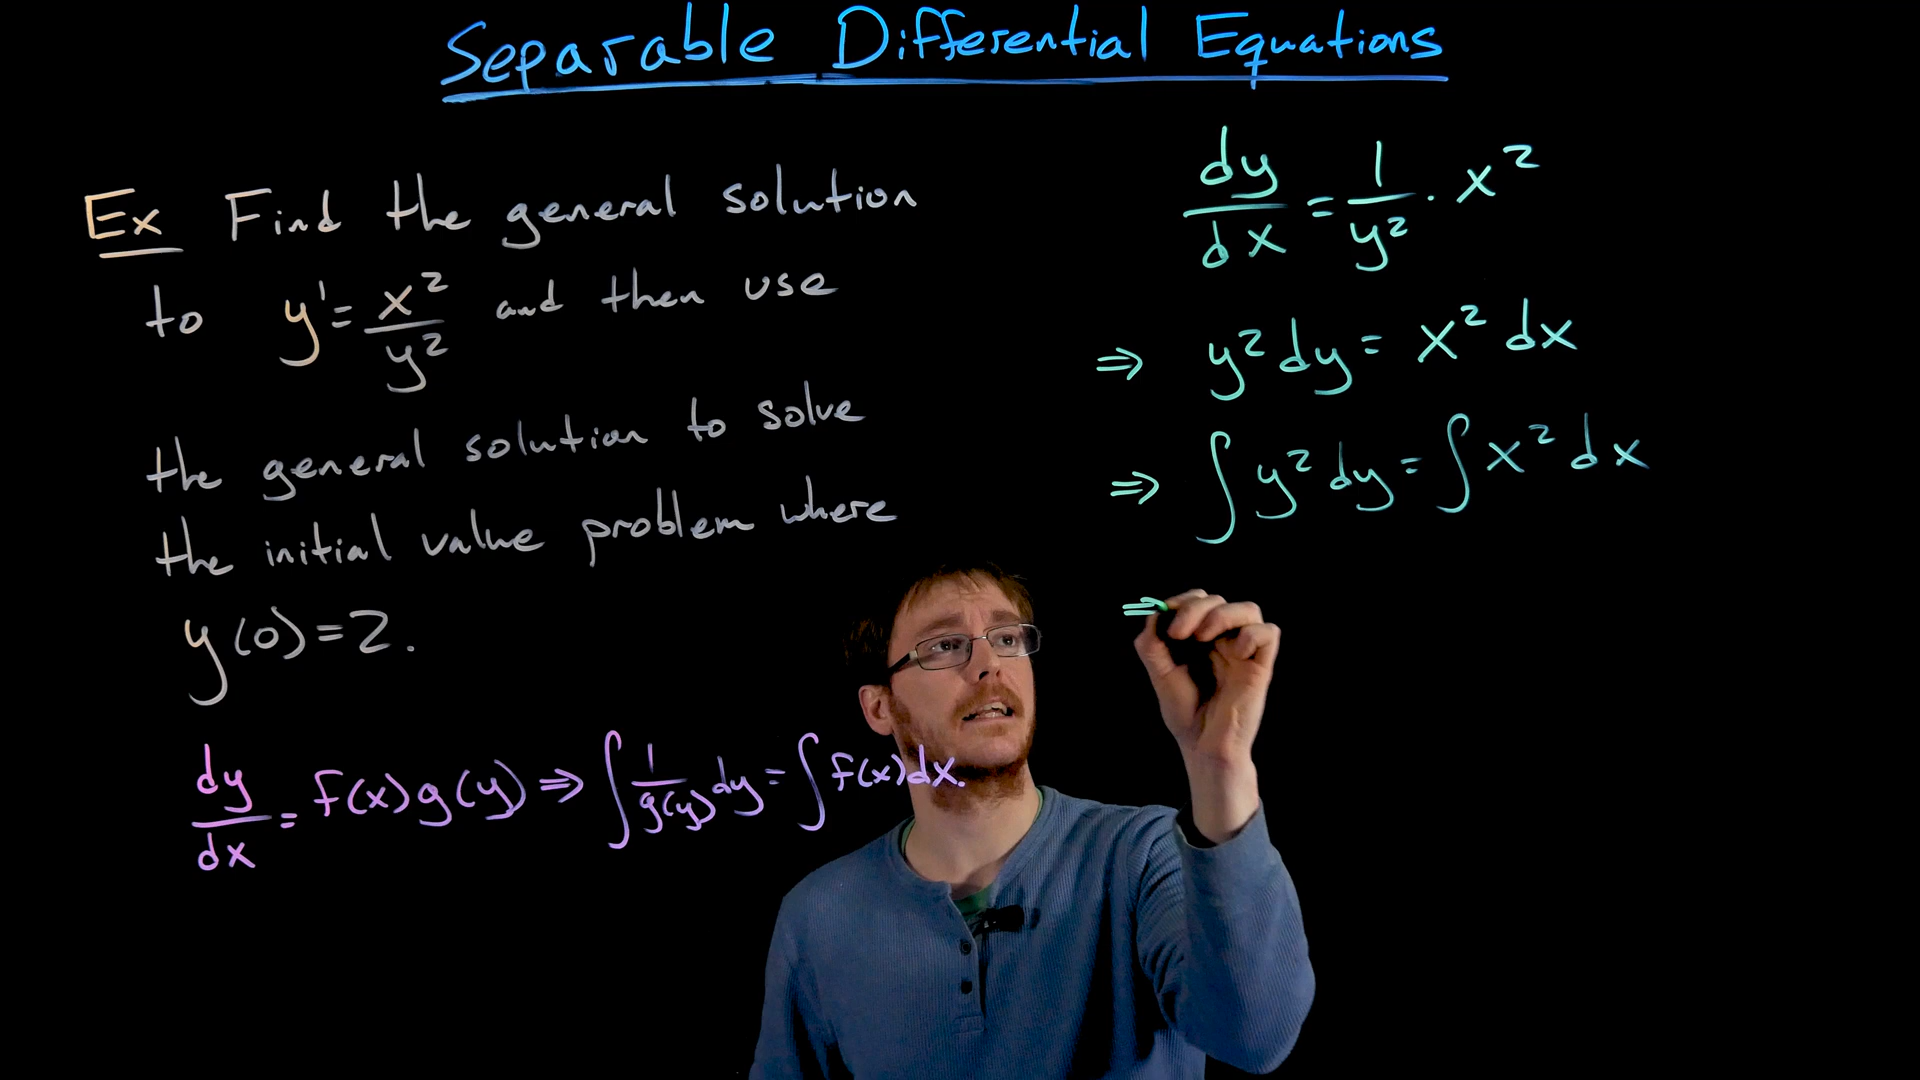 Separable Differential Equations
Ex Find the general solution
to y' = x²/y² and then use
the general solution to solve
the initial value problem where
y(0)=2.
dy/dx = f(x)g(y) ⇒ ∫ 1/g(y) dy = ∫ f(x)dx.
dy/dx = 1/y² · x²
⇒ y² dy = x² dx
⇒ ∫ y² dy = ∫ x² dx
⇒